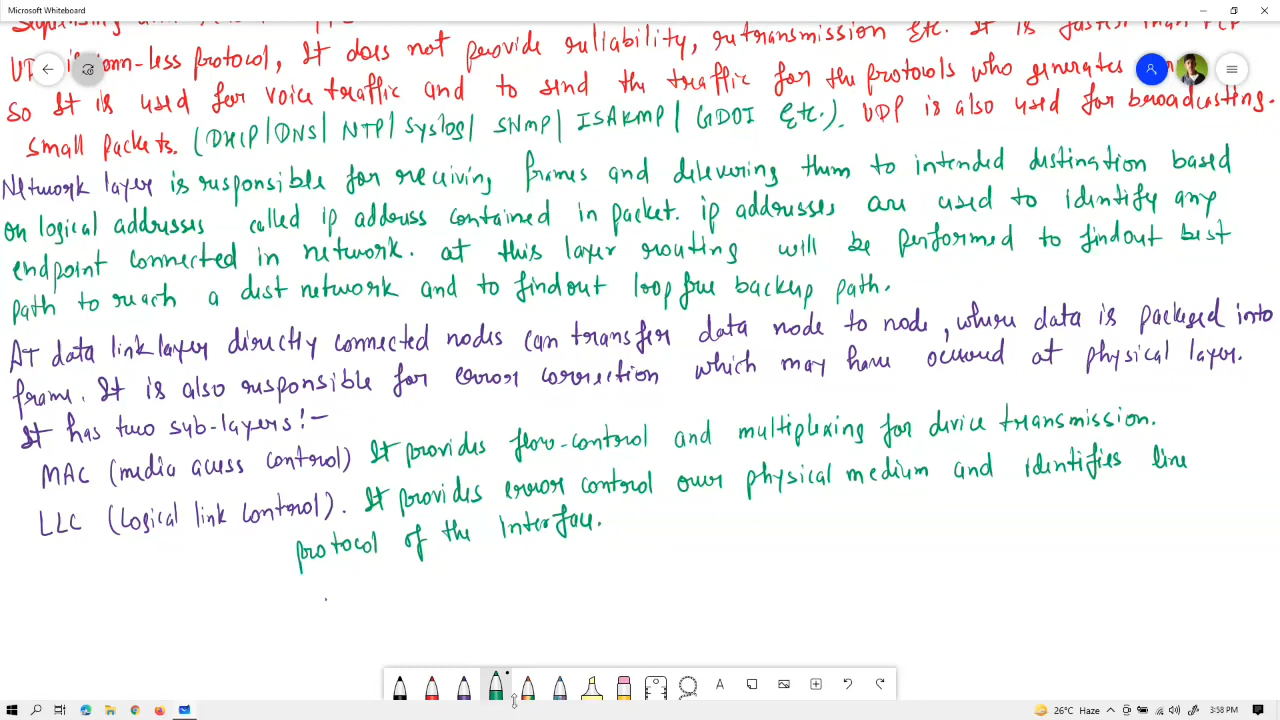 Microsoft Whiteboard
Sequencing and
UDP is conn-less protocol, It does not provide reliability, retransmission Etc. It is faster than TCP
So It is used for voice traffic and to send the traffic for the protocols who generates
small packets. (DHCP/DNS/ NTP/ Syslog/ SNMP/ ISAKMP/ GDOI Etc.). UDP is also used for broadcasting.
Network layer is responsible for receiving frames and delevering them to intended distination based
on logical addresses called ip address contained in packet. ip addresses are used to identify any
endpoint connected in network. at this layer routing will be performed to findout best
path to reach a dist network and to findout loop free backup path.
AT data link layer directly connected nodes can transfer data node to node, where data is packaged into
frame. It is also responsible for error correction which may have occured at physical layer.
It has two sub-layers:-
MAC (media acess control) It provides flow-control and multiplexing for device transmission.
LLC (Logical link control). It provides error control over physical medium and identifies line
protocol of the interface.
26°C Haze
3:58 PM